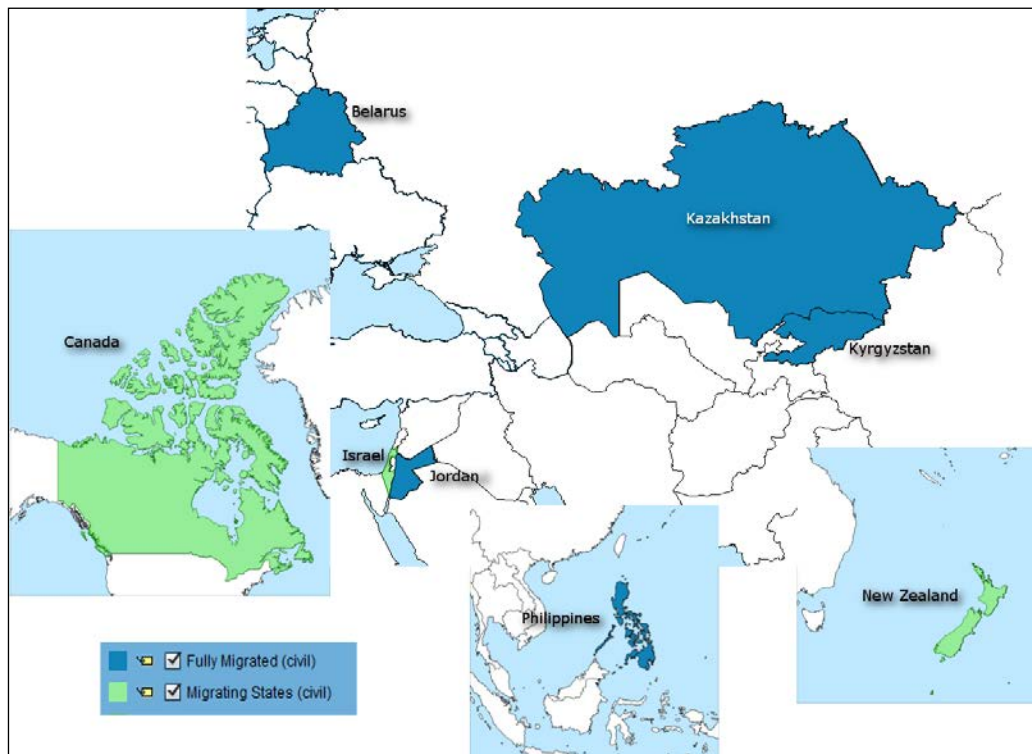 Belarus
Kazakhstan
Kyrgyzstan
Canada
Israel
Jordan
Philippines
New Zealand
Fully Migrated (civil)
Migrating States (civil)